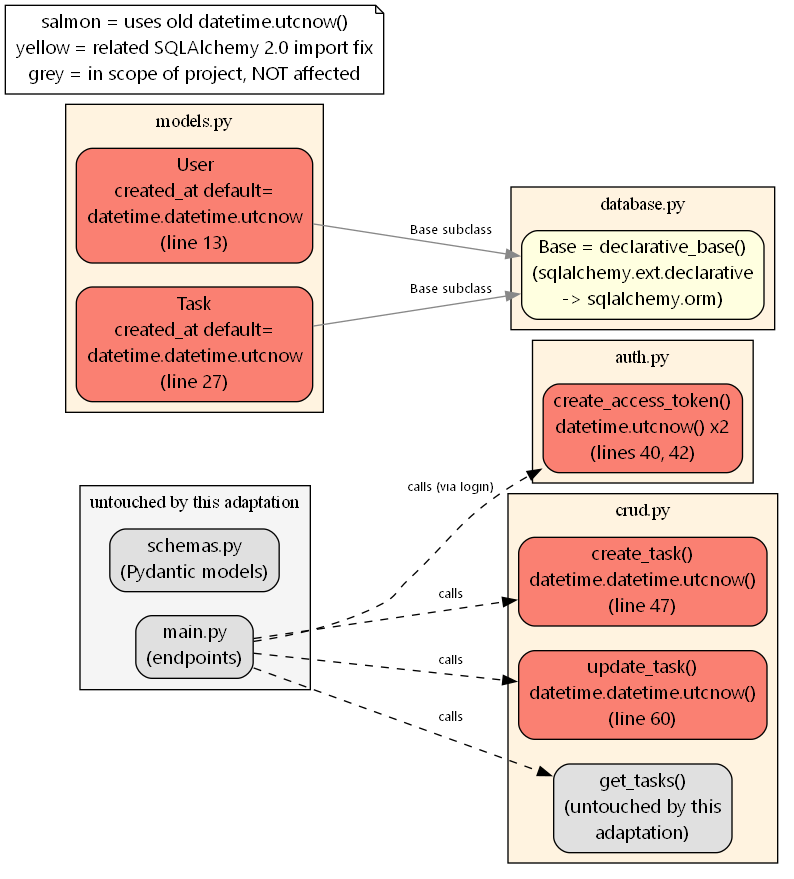 salmon = uses old datetime.utcnow()
yellow = related SQLAlchemy 2.0 import fix
grey = in scope of project, NOT affected
models.py
User
created_at default=
datetime.datetime.utcnow
(line 13)
Task
created_at default=
datetime.datetime.utcnow
(line 27)
Base subclass
Base subclass
database.py
Base = declarative_base()
(sqlalchemy.ext.declarative
-> sqlalchemy.orm)
auth.py
create_access_token()
datetime.utcnow() x2
(lines 40, 42)
untouched by this adaptation
schemas.py
(Pydantic models)
main.py
(endpoints)
calls (via login)
calls
calls
calls
crud.py
create_task()
datetime.datetime.utcnow()
(line 47)
update_task()
datetime.datetime.utcnow()
(line 60)
get_tasks()
(untouched by this
adaptation)